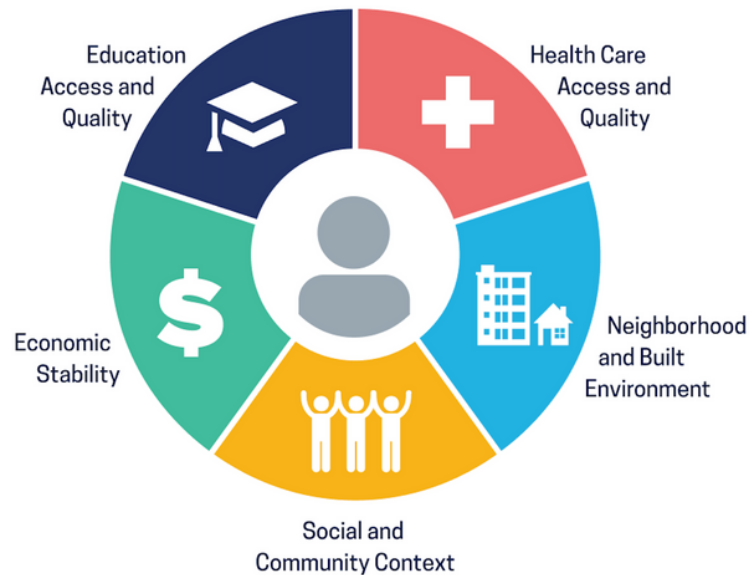 Education
Access and
Quality
Health Care
Access and
Quality
Economic
Stability
$
Neighborhood
and Built
Environment
Social and
Community Context